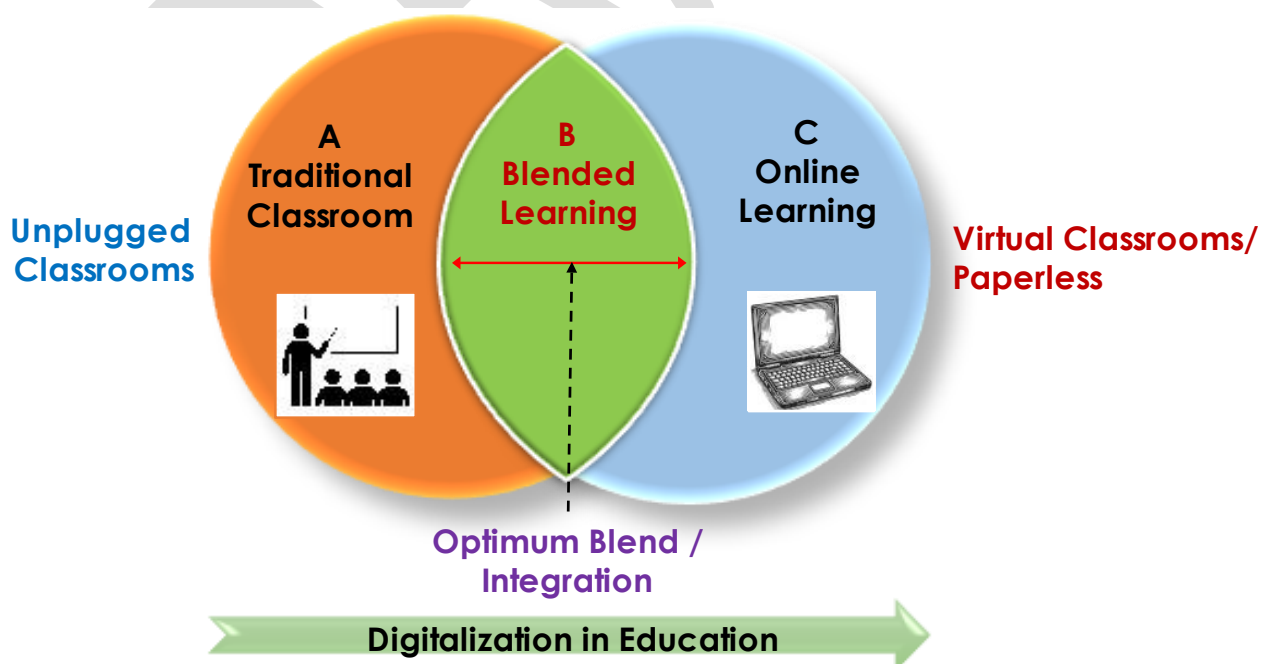 A
Traditional
Classroom
B
Blended
Learning
C
Online
Learning
Unplugged
Classrooms
Virtual Classrooms/
Paperless
Optimum Blend /
Integration
Digitalization in Education